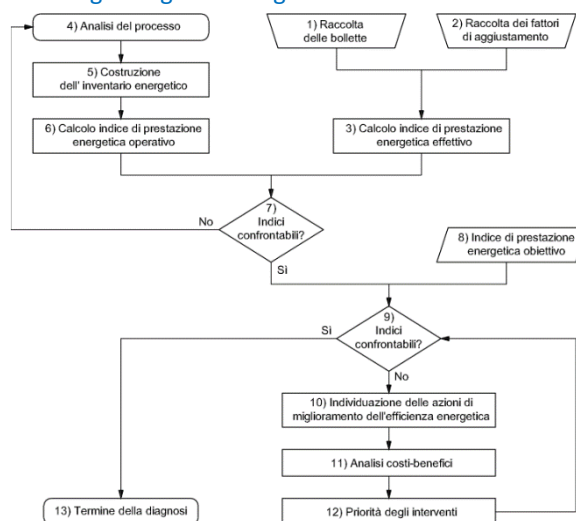 4) Analisi del processo
1) Raccolta
delle bollette
2) Raccolta dei fattori
di aggiustamento
5) Costruzione
dell' inventario energetico
6) Calcolo indice di prestazione
energetica operativo
3) Calcolo indice di prestazione
energetica effettivo
7)
Indici
confrontabili?
No
Sì
8) Indice di prestazione
energetica obiettivo
9)
Indici
confrontabili?
Sì
No
10) Individuazione delle azioni di
miglioramento dell'efficienza energetica
11) Analisi costi-benefici
13) Termine della diagnosi
12) Priorità degli interventi